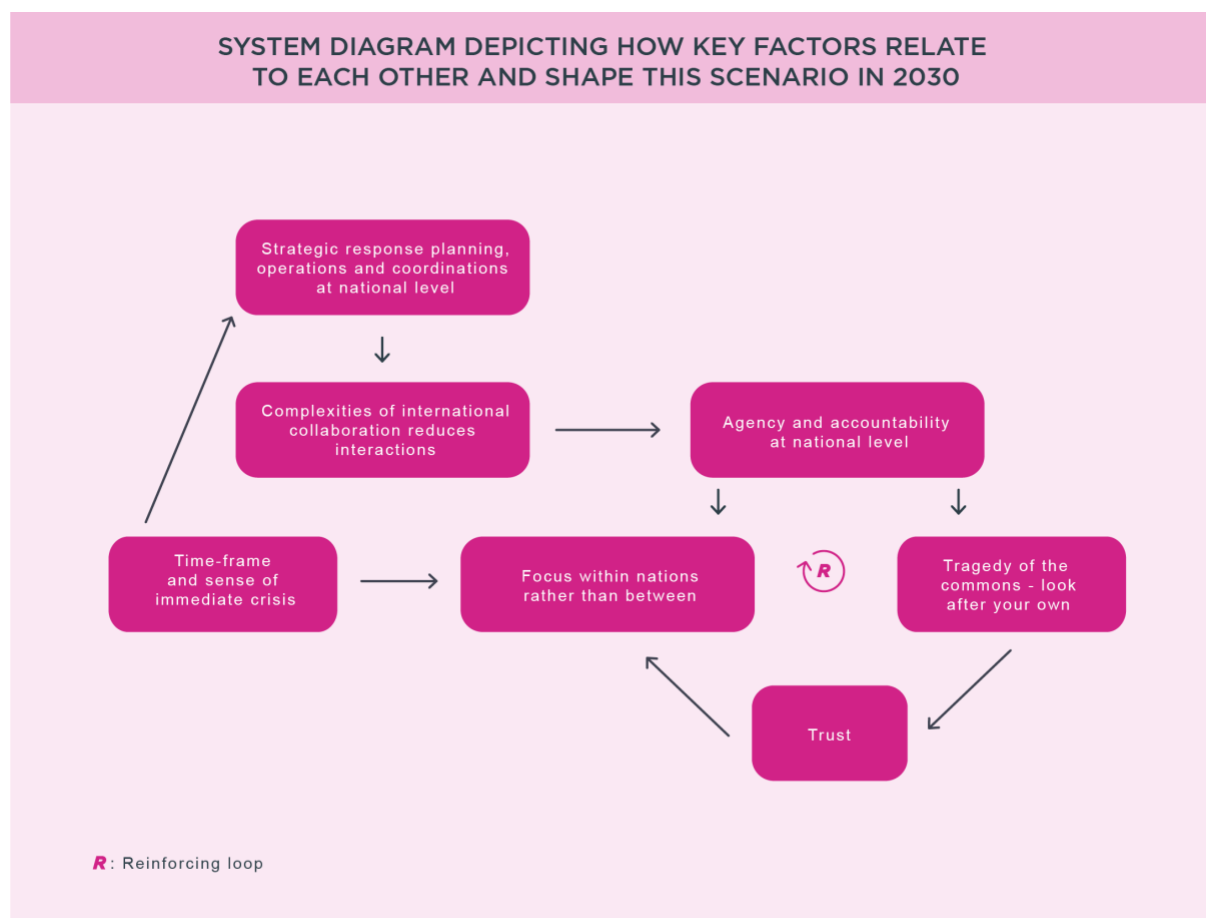 SYSTEM DIAGRAM DEPICTING HOW KEY FACTORS RELATE
TO EACH OTHER AND SHAPE THIS SCENARIO IN 2030
Strategic response planning,
operations and coordinations
at national level
Complexities of international
collaboration reduces
interactions
Agency and accountability
at national level
Time-frame
and sense of
immediate crisis
Focus within nations
rather than between
R
Tragedy of the
commons - look
after your own
Trust
R: Reinforcing loop